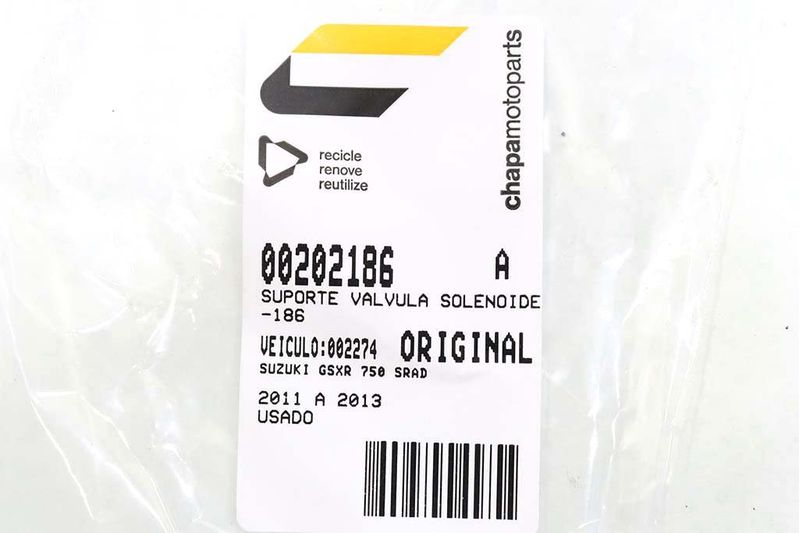 chapamotoparts
recicle
renove
reutilize
00202186 A
SUPORTE VALVULA SOLENOIDE
-186
VEICULO:002274 ORIGINAL
SUZUKI GSXR 750 SRAD
2011 A 2013
USADO